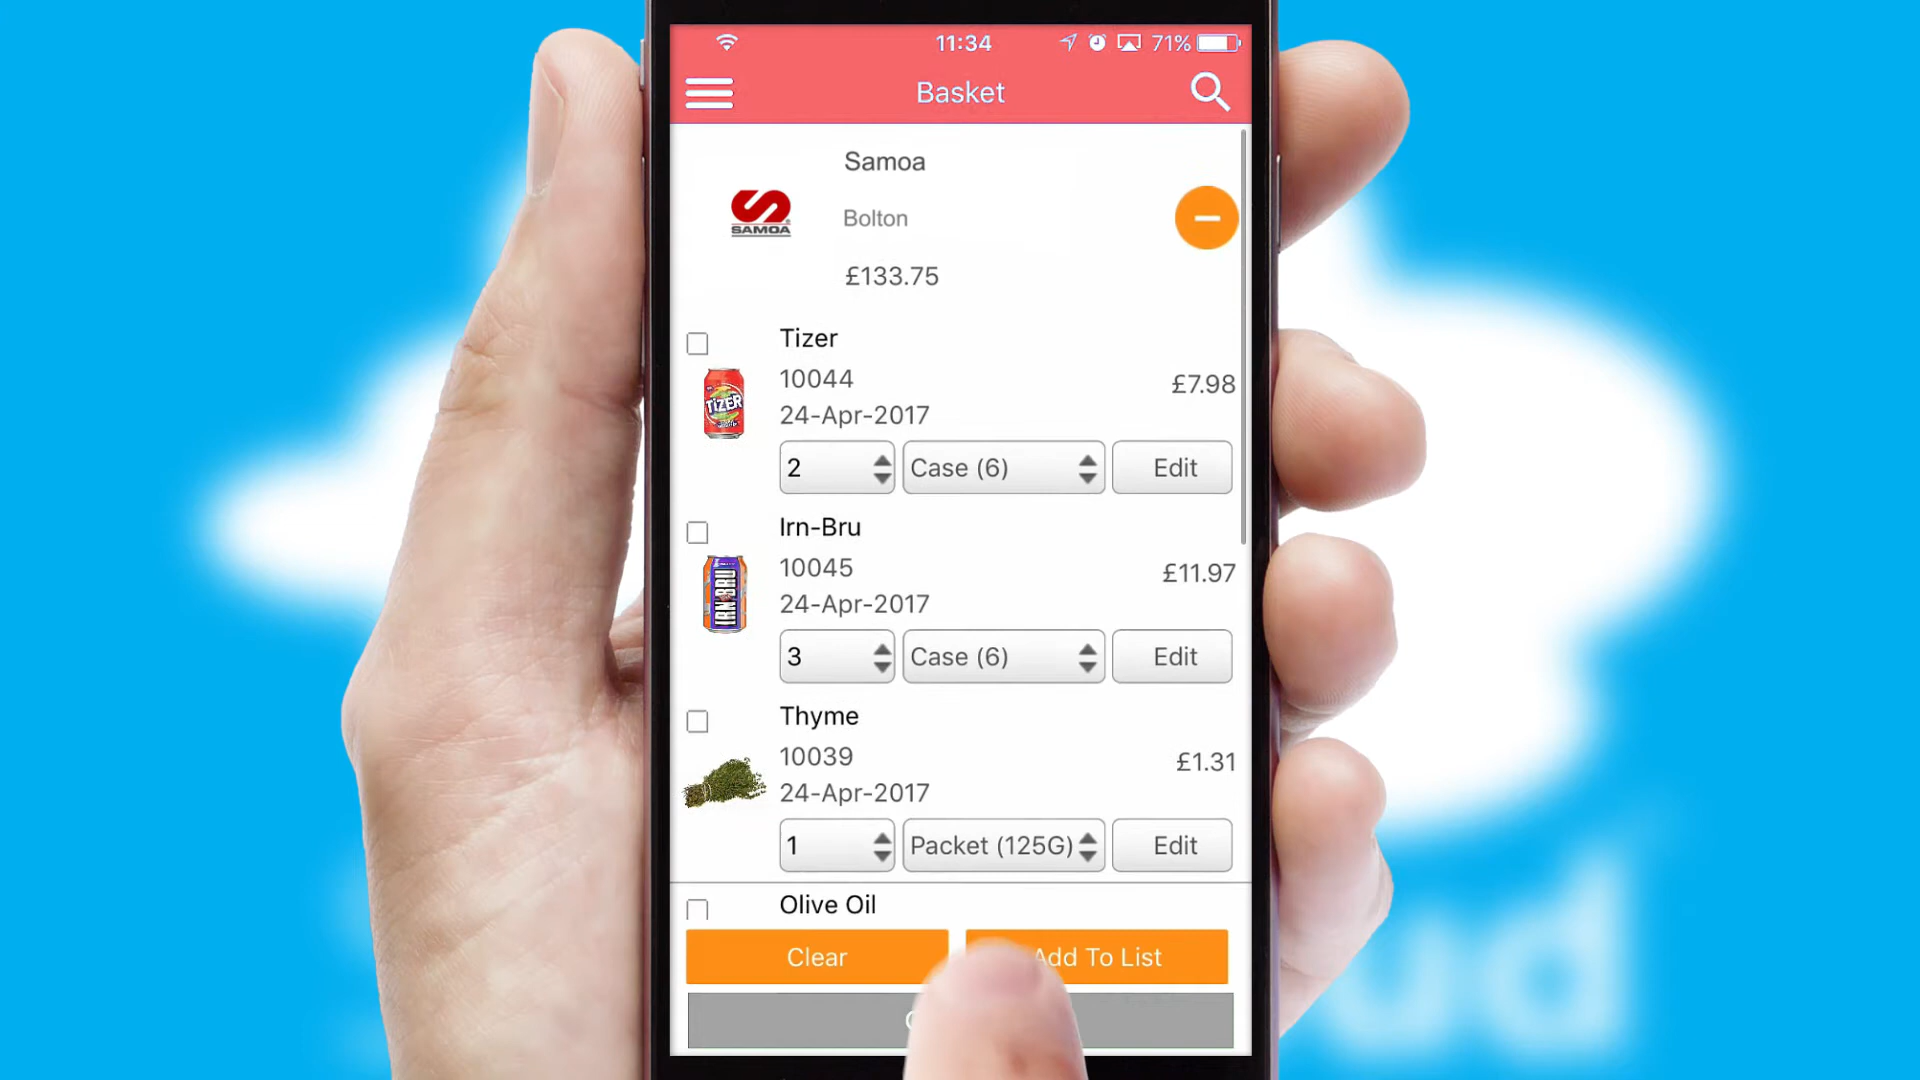 11:34
71%
Basket
Samoa
SAMOA
Bolton
£133.75
Tizer
10044
£7.98
TiZER
24-Apr-2017
2
Case (6)
Edit
Irn-Bru
10045
£11.97
IRN-BRU
24-Apr-2017
3
Case (6)
Edit
Thyme
10039
£1.31
24-Apr-2017
1
Packet (125G)
Edit
Olive Oil
Clear
Add To List